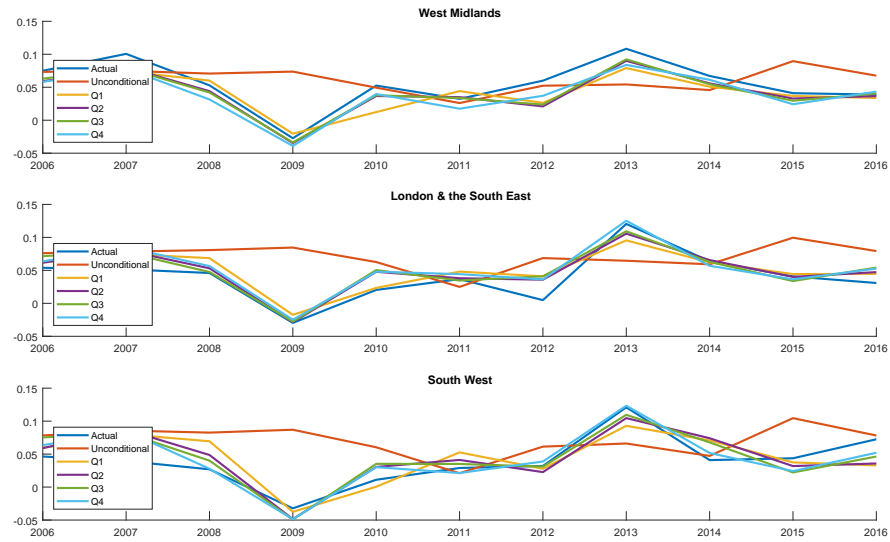 West Midlands
0.15
0.1
0.05
0
-0.05
Actual
Unconditional
Q1
Q2
Q3
Q4
2006 2007 2008 2009 2010 2011 2012 2013 2014 2015 2016
London & the South East
0.15
0.1
0.05
0
-0.05
Actual
Unconditional
Q1
Q2
Q3
Q4
2006 2007 2008 2009 2010 2011 2012 2013 2014 2015 2016
South West
0.15
0.1
0.05
0
-0.05
Actual
Unconditional
Q1
Q2
Q3
Q4
2006 2007 2008 2009 2010 2011 2012 2013 2014 2015 2016